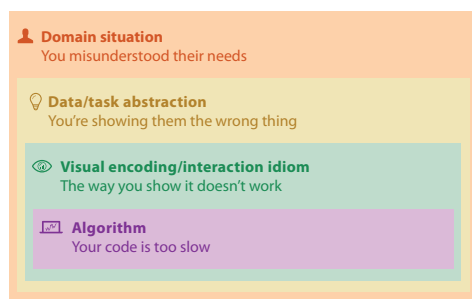 Domain situation
You misunderstood their needs
Data/task abstraction
You're showing them the wrong thing
Visual encoding/interaction idiom
The way you show it doesn't work
Algorithm
Your code is too slow